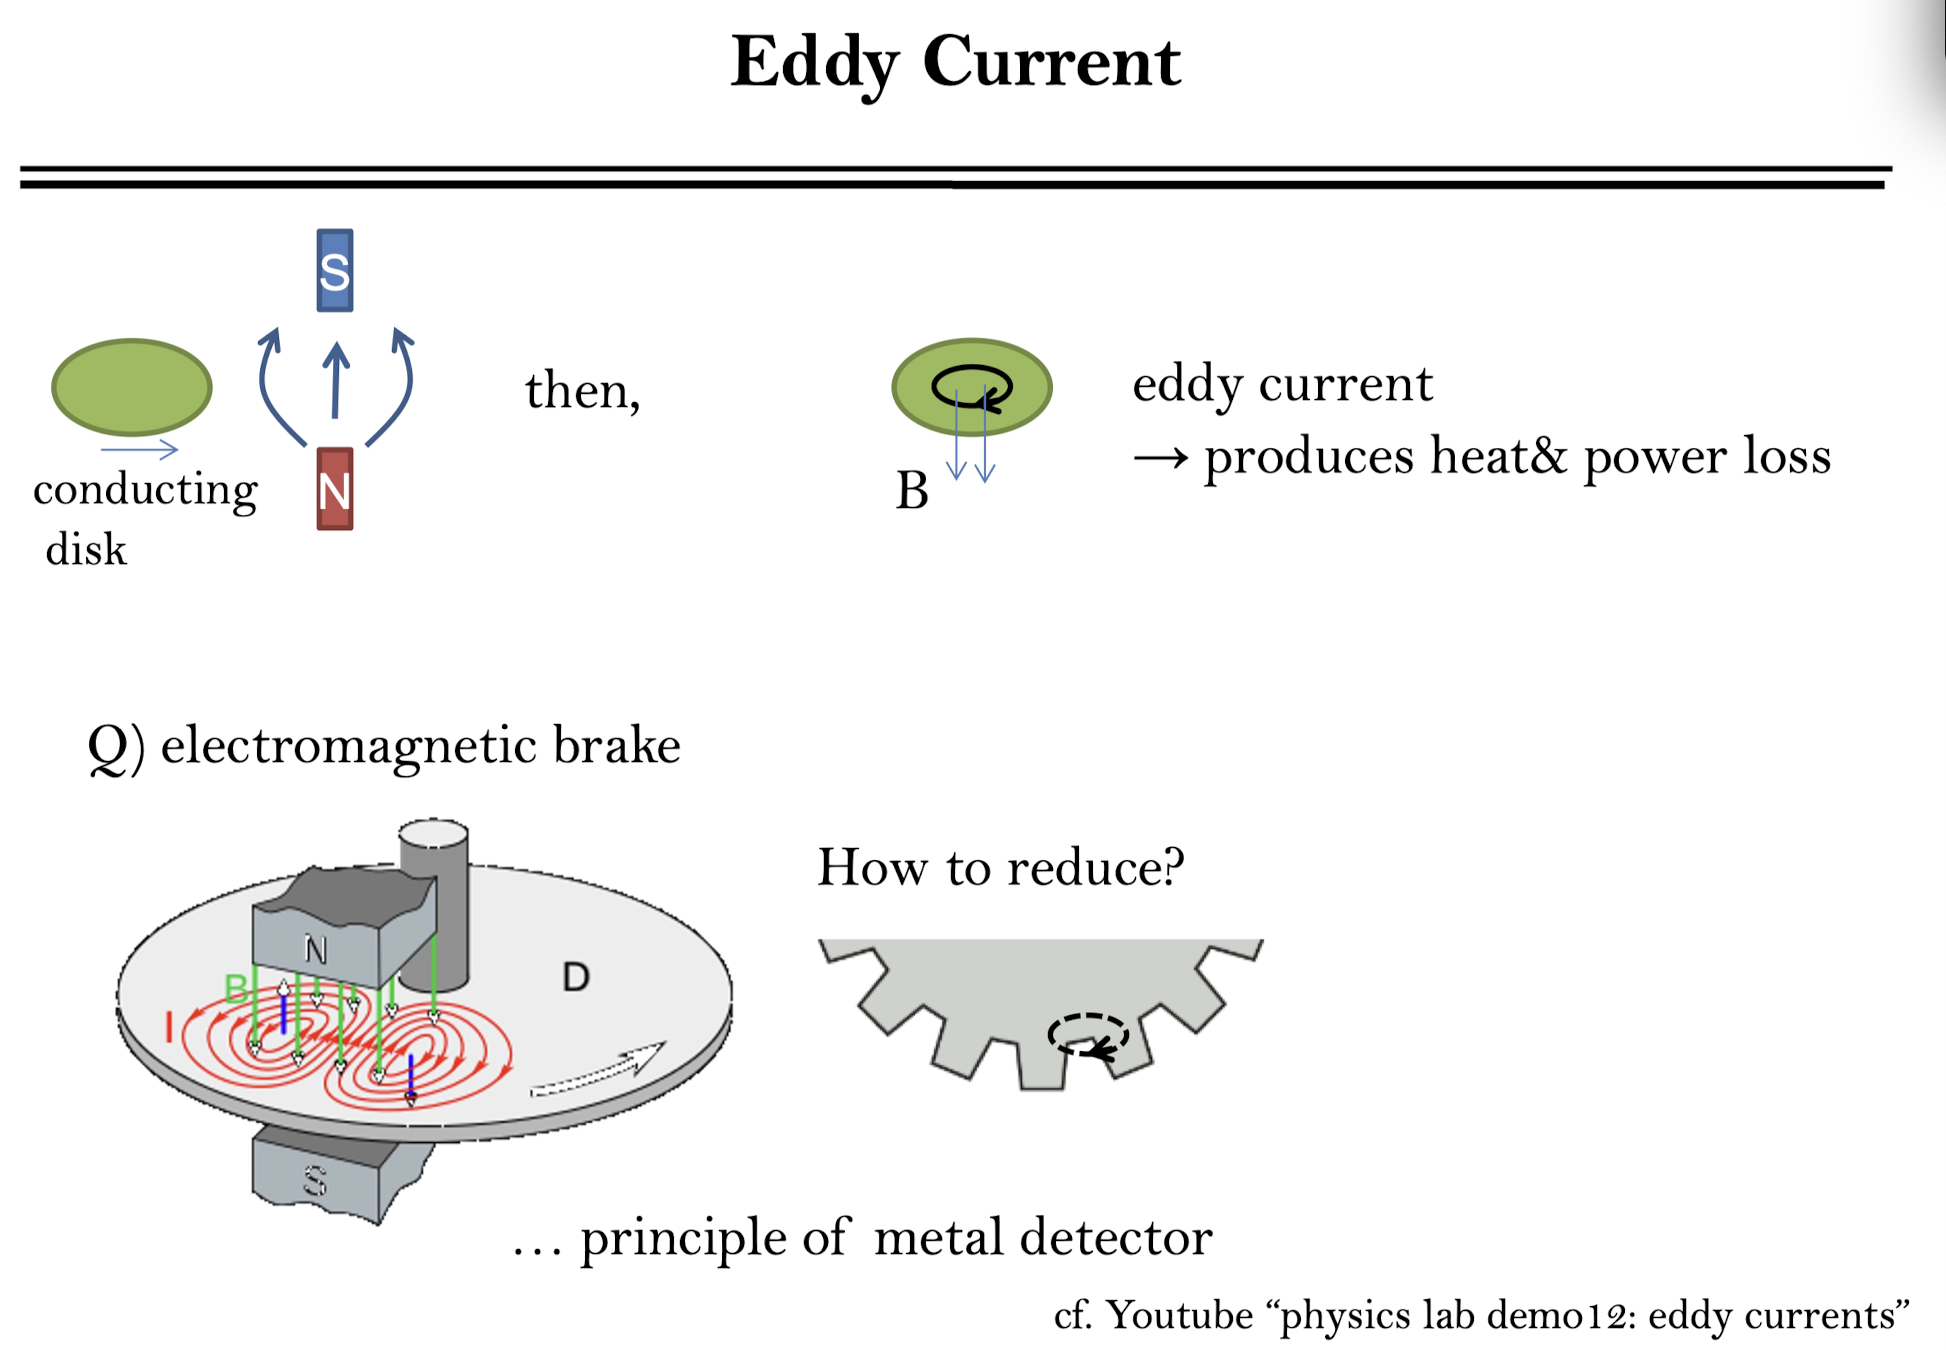 Eddy Current
S
N
conducting
disk
then,
B
eddy current
→ produces heat& power loss
Q) electromagnetic brake
N
B
I
D
S
How to reduce?
... principle of metal detector
cf. Youtube “physics lab demo12: eddy currents”